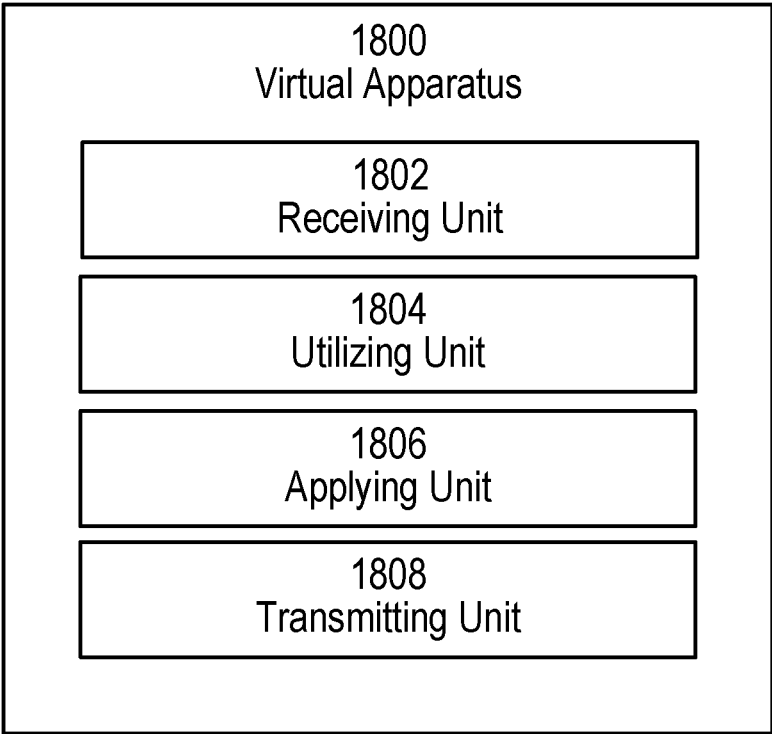 1800
Virtual Apparatus
1802
Receiving Unit
1804
Utilizing Unit
1806
Applying Unit
1808
Transmitting Unit